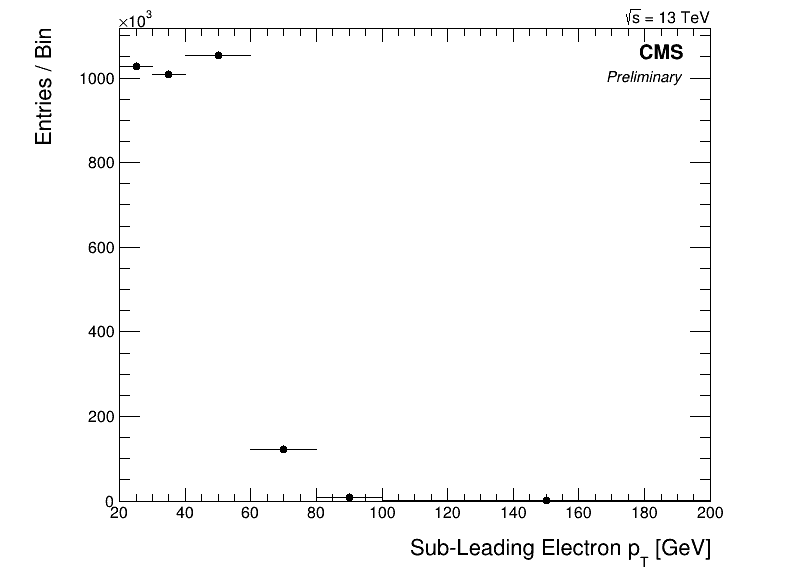 ×10³
√s = 13 TeV
CMS
Preliminary
Entries / Bin
1000
800
600
400
200
0
20 40 60 80 100 120 140 160 180 200
Sub-Leading Electron p_T [GeV]